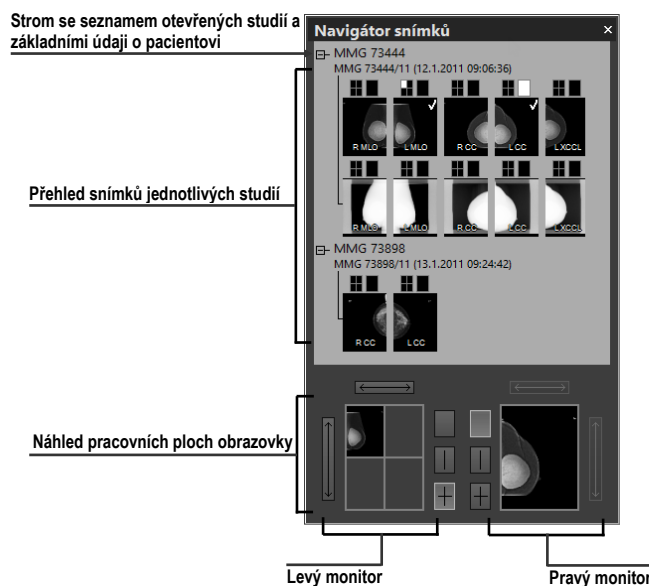 Strom se seznamem otevřených studií a
základními údaji o pacientovi
Navigátor snímků
MMG 73444
MMG 73444/11 (12.1.2011 09:06:36)
R MLO L MLO R CC L CC L XCCL
Přehled snímků jednotlivých studií
R MLO L MLO R CC L CC L XCCL
MMG 73898
MMG 73898/11 (13.1.2011 09:24:42)
R CC L CC
Náhled pracovních ploch obrazovky
Levý monitor
Pravý monitor